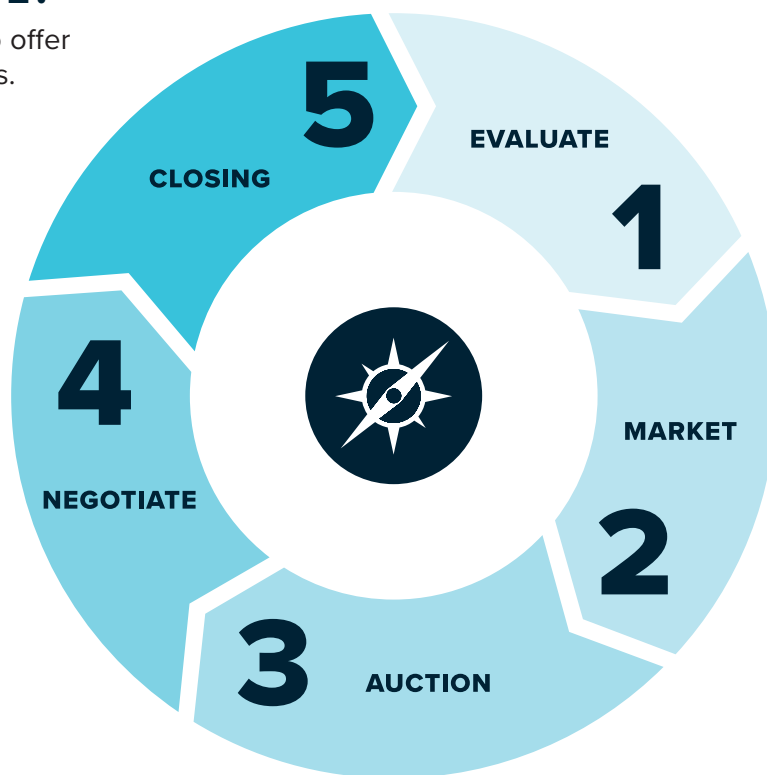 offer
s.
5
CLOSING
EVALUATE
1
4
NEGOTIATE
MARKET
2
3
AUCTION